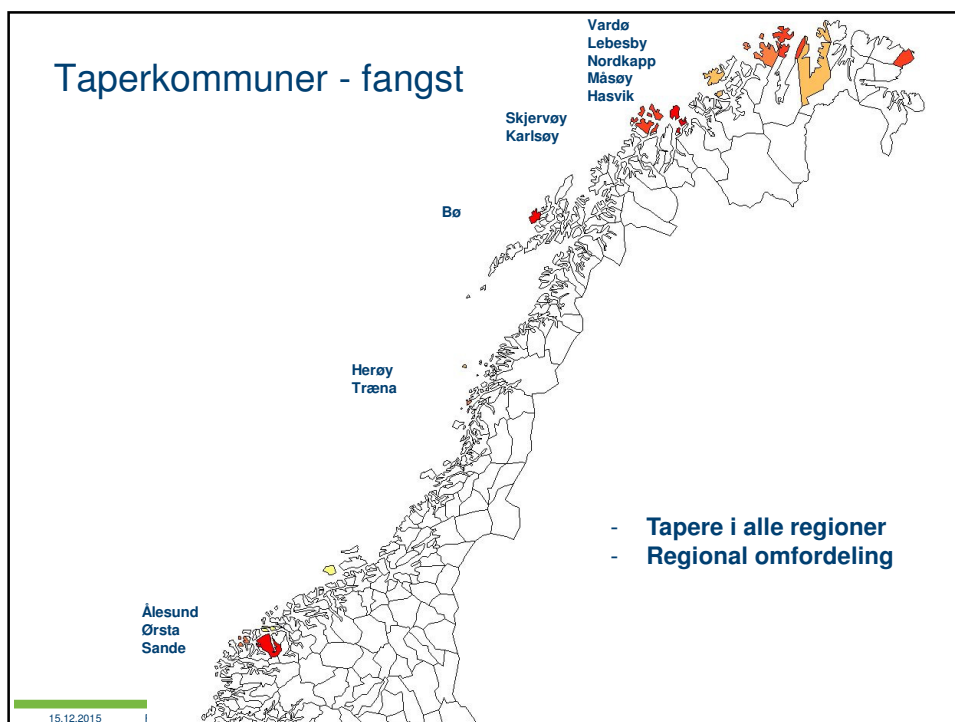 Taperkommuner - fangst
Vardø
Lebesby
Nordkapp
Måsøy
Hasvik
Skjervøy
Karlsøy
Bø
Herøy
Træna
- Tapere i alle regioner
- Regional omfordeling
Ålesund
Ørsta
Sande
15.12.2015